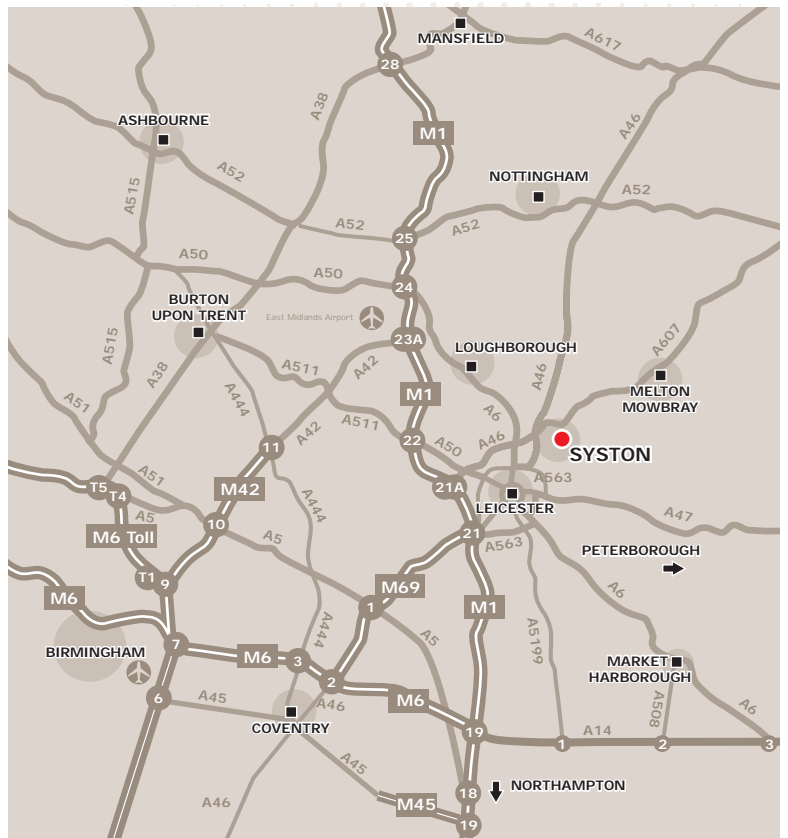 MANSFIELD
A617
28
A38
A46
M1
ASHBOURNE
NOTTINGHAM
A52
A515
A52
A52
A52
25
A50
A50
24
BURTON
UPON TRENT
East Midlands Airport
23A
LOUGHBOROUGH
A607
A515
A38
A511
A42
A46
MELTON
MOWBRAY
M1
A51
A444
A6
A511
A42
22
A50
A46
SYSTON
11
A51
A563
T5
T4
M42
21A
LEICESTER
A444
A5
10
A47
M6 Toll
A5
21
A563
PETERBOROUGH
T1
9
M69
A6
M6
1
M1
A444
A5
A5199
7
BIRMINGHAM
M6
3
MARKET
HARBOROUGH
2
6
A45
A46
M6
A508
A6
COVENTRY
19
A14
1
2
3
A45
NORTHAMPTON
18
A46
M45
19